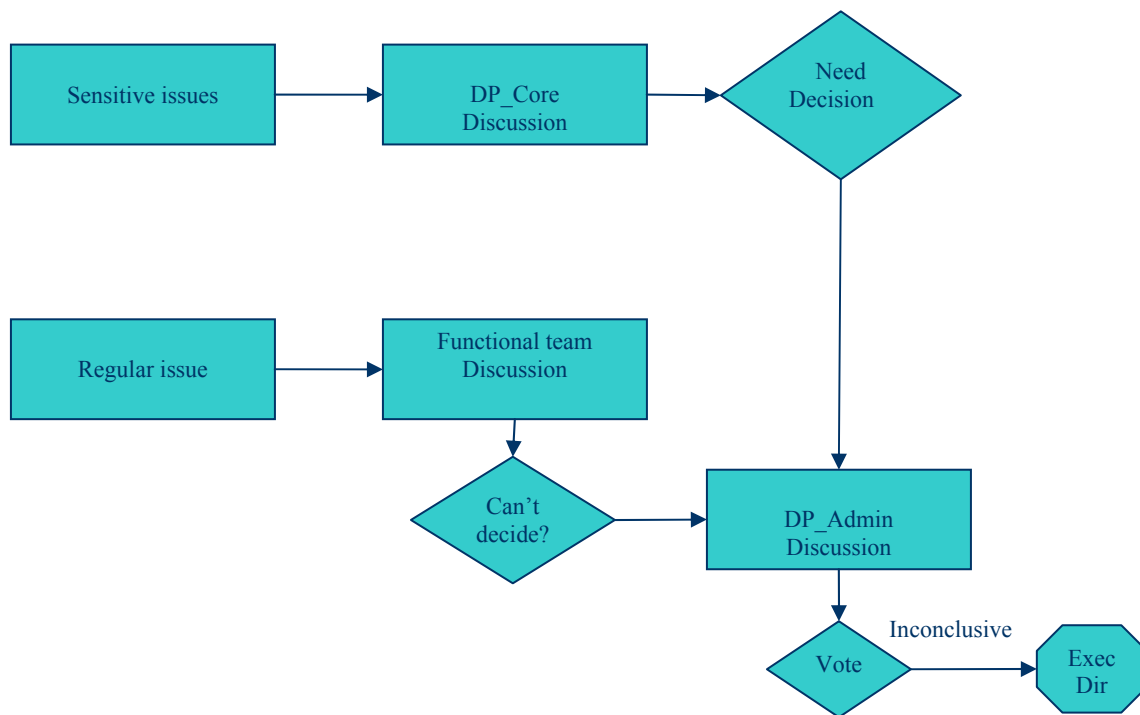 Sensitive issues
DP_Core
Discussion
Need
Decision
Regular issue
Functional team
Discussion
Can’t
decide?
DP_Admin
Discussion
Vote
Inconclusive
Exec
Dir